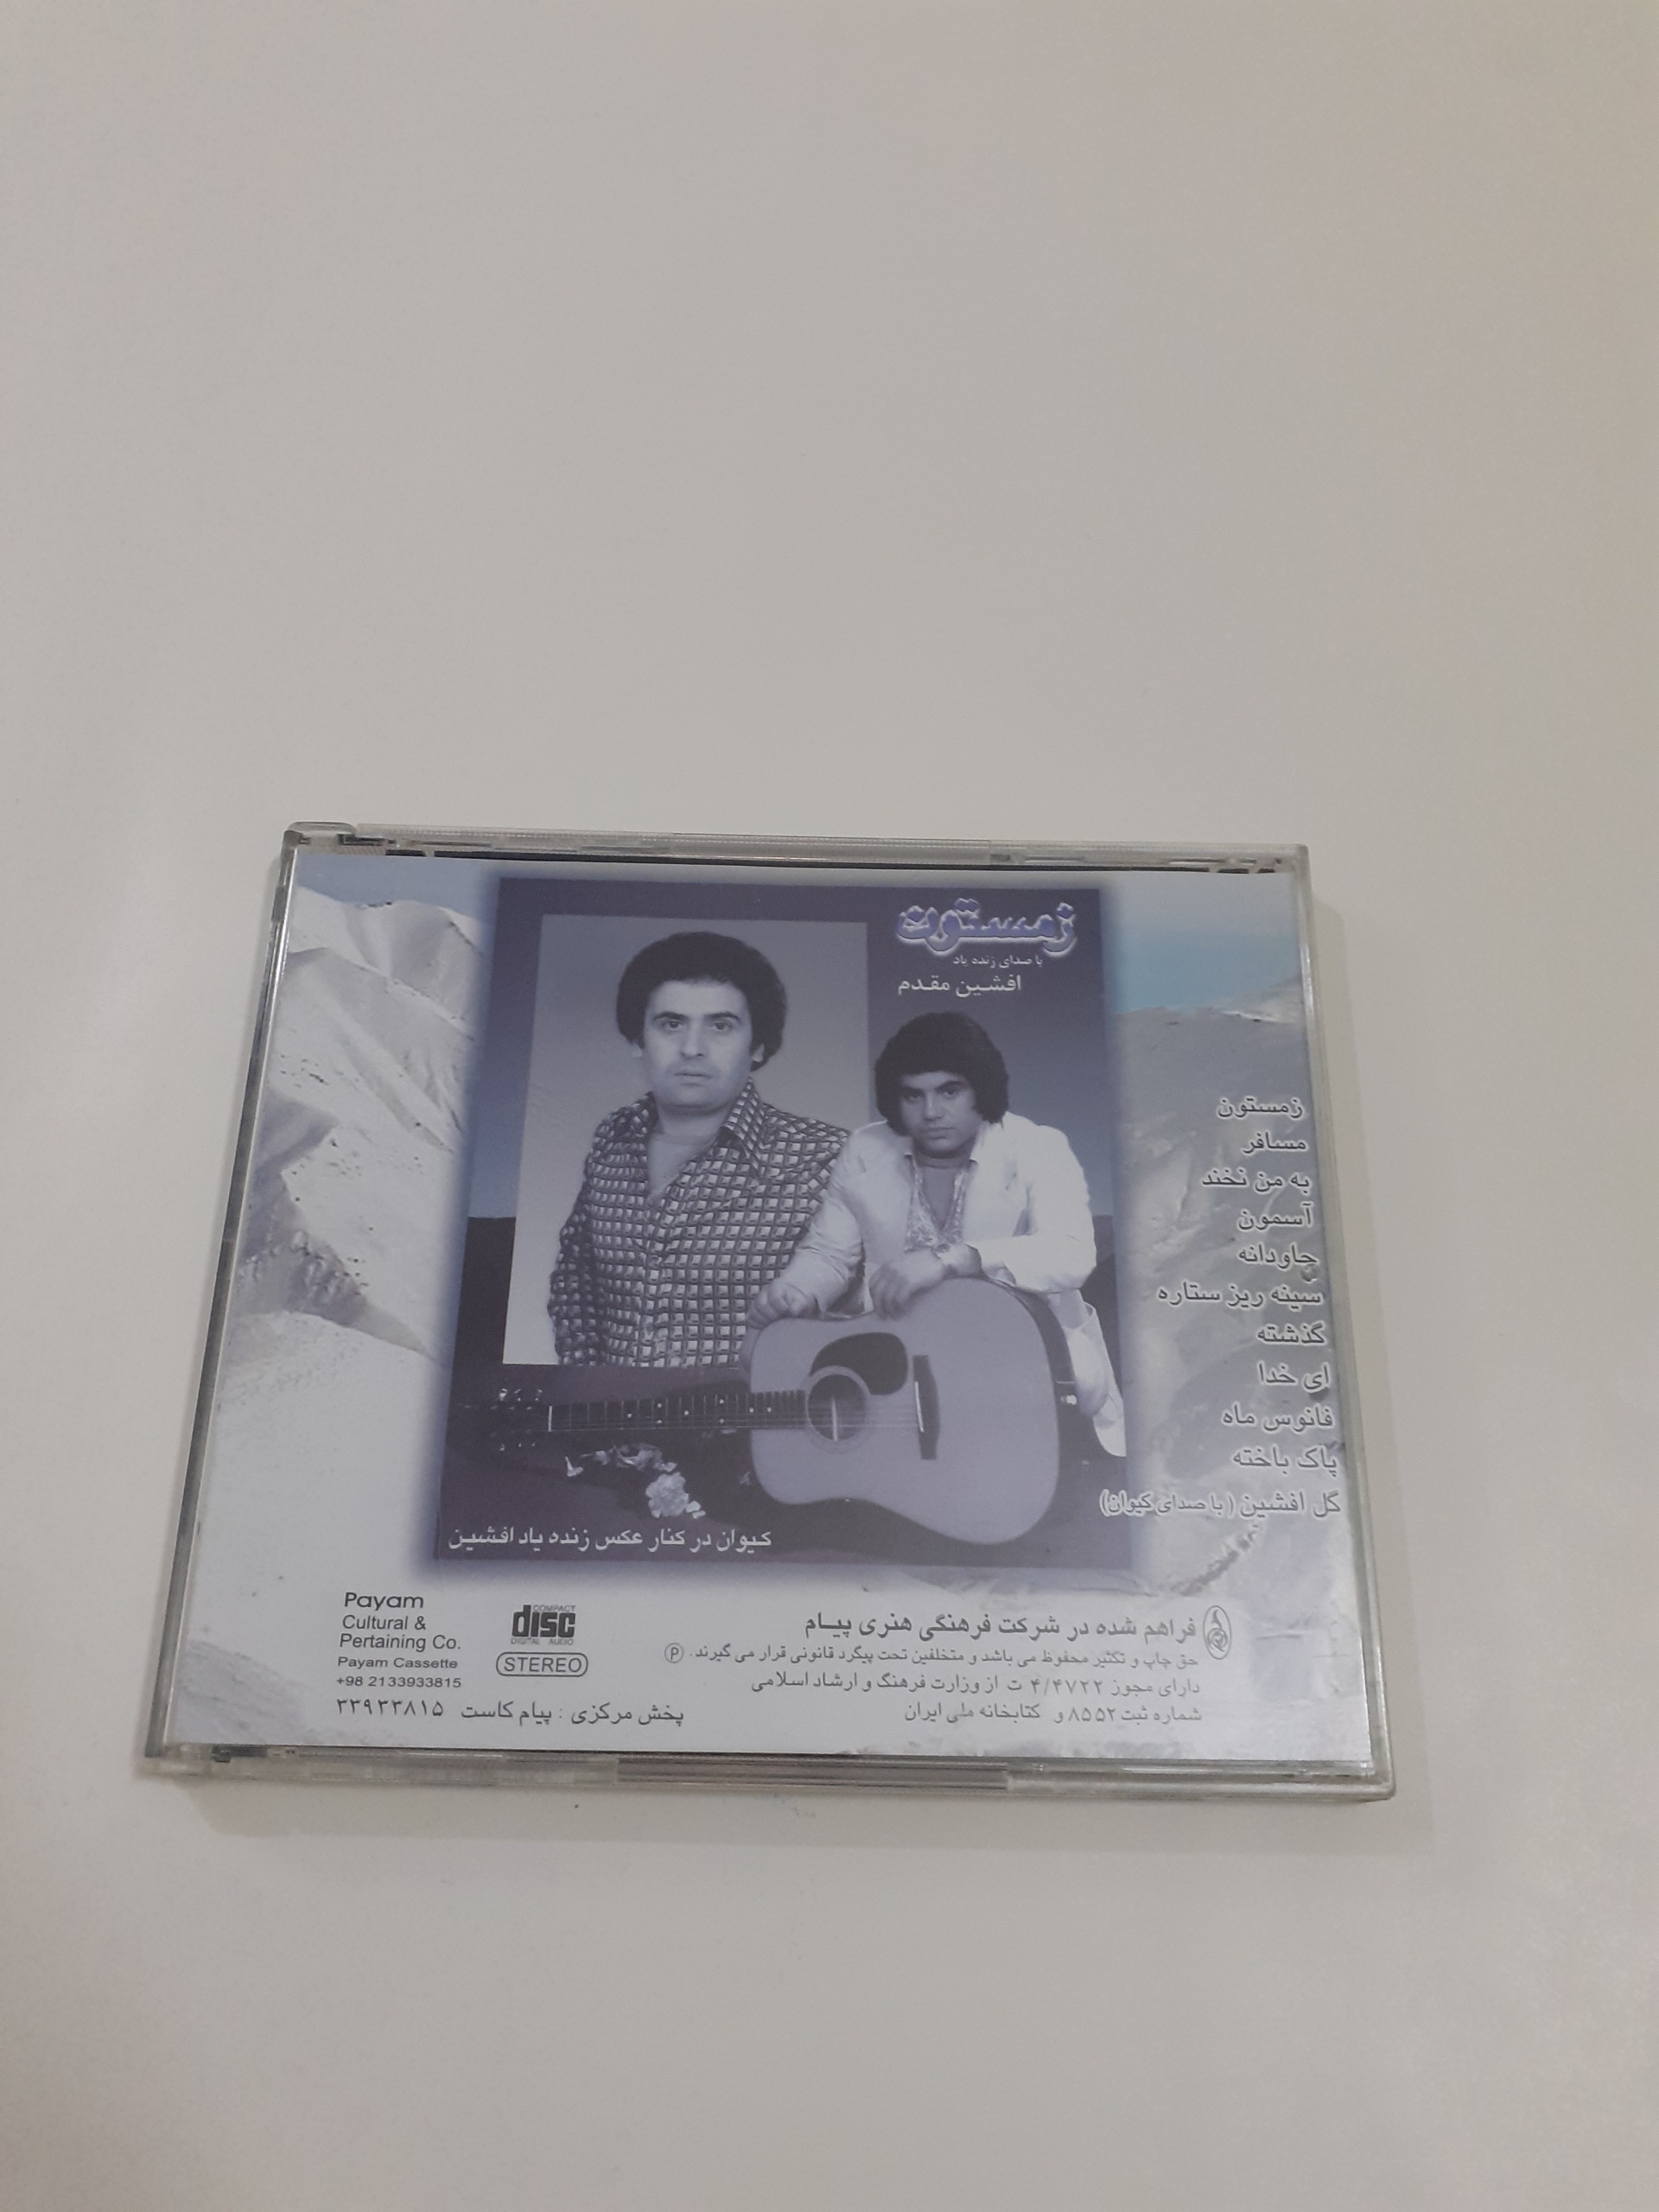 زمستون
با صدای زنده یاد
افشین مقدم
زمستون
مسافر
به من نخند
آسمون
جاودانه
سینه ریز ستاره
گذشته
ای خدا
فانوس ماه
پاک باخته
گل افشین (با صدای کیوان)
کیوان در کنار عکس زنده یاد افشین
فراهم شده در شرکت فرهنگی هنری پیام
حق چاپ و تکثیر محفوظ می باشد و متخلفین تحت پیگرد قانونی قرار می گیرند. Ⓟ
دارای مجوز ۴/۴۷۲۲ ت از وزارت فرهنگ و ارشاد اسلامی
شماره ثبت ۸۵۵۲ و کتابخانه ملی ایران
COMPACT
disc
DIGITAL AUDIO
STEREO
Payam
Cultural &
Pertaining Co.
Payam Cassette
+98 2133933815
پخش مرکزی : پیام کاست ۳۳۹۳۳۸۱۵